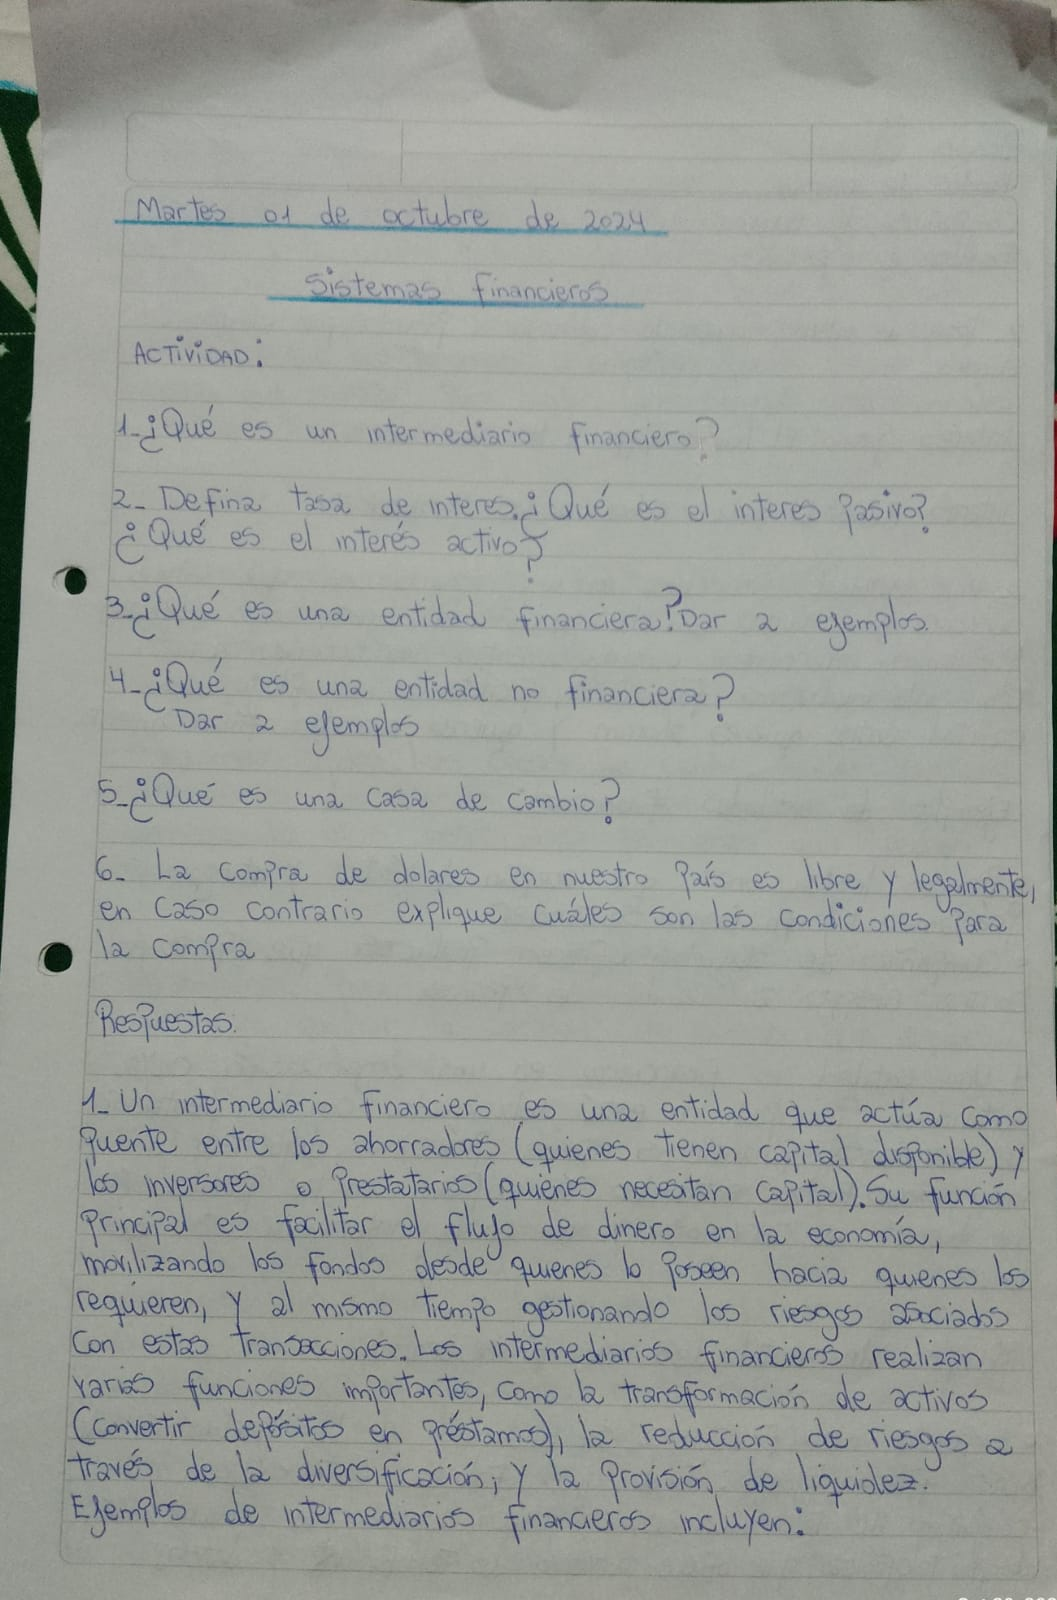 Martes 01 de octubre de 2024
Sistemas financieros
ACTIVIDAD:
1-¿Qué es un intermediario financiero?
2- Defina tasa de interes. ¿Qué es el interes pasivo?
¿Qué es el interés activo?
3-¿Qué es una entidad financiera? Dar 2 ejemplos.
4-¿Qué es una entidad no financiera?
Dar 2 ejemplos
5-¿Qué es una casa de cambio?
6- La compra de dolares en nuestro país es libre y legalmente,
en caso contrario explique cuáles son las condiciones para
la compra
Respuestas.
1- Un intermediario financiero es una entidad que actúa como
puente entre los ahorradores (quienes tienen capital disponible) y
los inversores o prestatarios (quiénes necesitan capital). Su función
principal es facilitar el flujo de dinero en la economía,
movilizando los fondos desde quienes lo poseen hacia quienes los
requieren, y al mismo tiempo gestionando los riesgos asociados
con estas transacciones. Los intermediarios financieros realizan
varias funciones importantes, como la transformación de activos
(convertir depósitos en préstamos), la reducción de riesgos a
través de la diversificación, y la provisión de liquidez.
Ejemplos de intermediarios financieros incluyen: